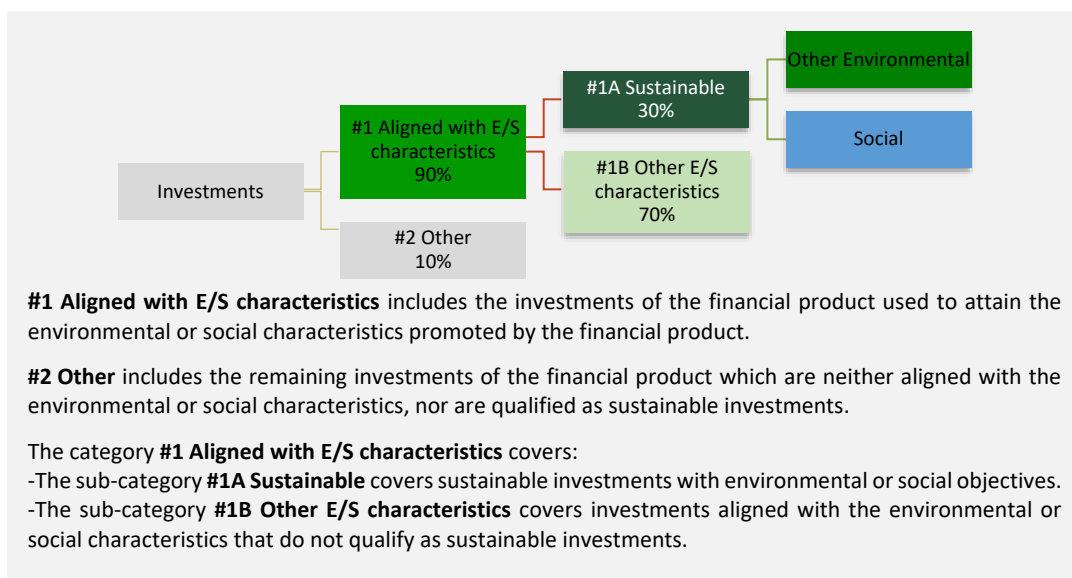 Investments
#1 Aligned with E/S
characteristics
90%
#2 Other
10%
#1A Sustainable
30%
#1B Other E/S
characteristics
70%
Other Environmental
Social
#1 Aligned with E/S characteristics includes the investments of the financial product used to attain the
environmental or social characteristics promoted by the financial product.
#2 Other includes the remaining investments of the financial product which are neither aligned with the
environmental or social characteristics, nor are qualified as sustainable investments.
The category #1 Aligned with E/S characteristics covers:
-The sub-category #1A Sustainable covers sustainable investments with environmental or social objectives.
-The sub-category #1B Other E/S characteristics covers investments aligned with the environmental or
social characteristics that do not qualify as sustainable investments.